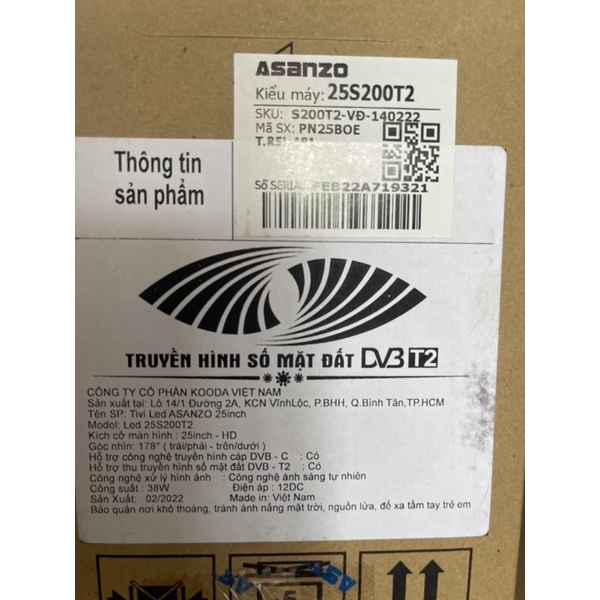 ASANZO
Kiểu máy: 25S200T2
SKU: S200T2-VĐ-140222
Mã SX: PN25BOE
Số SERIAL FEB22A719321
Thông tin
sản phẩm
TRUYỀN HÌNH SỐ MẶT ĐẤT DVB T2
CÔNG TY CỔ PHẦN KOODA VIỆT NAM
Sản xuất tại: Lô 14/1 Đường 2A, KCN VĩnhLộc, P.BHH, Q.Bình Tân,TP.HCM
Tên SP: Tivi Led ASANZO 25inch
Model: Led 25S200T2
Kích cỡ màn hình : 25inch - HD
Góc nhìn: 178° ( trái/phải - trên/dưới )
Hỗ trợ công nghệ truyền hình cáp DVB - C : Có
Hỗ trợ thu truyền hình số mặt đất DVB - T2 : Có
Công nghệ xử lý hình ảnh : Công nghệ ánh sáng tự nhiên
Công suất : 38W Điện áp : 12DC
Sản Xuất: 02/2022 Made in: Việt Nam
Bảo quản nơi khô thoáng, tránh ánh nắng mặt trời, nguồn lửa, để xa tầm tay trẻ em